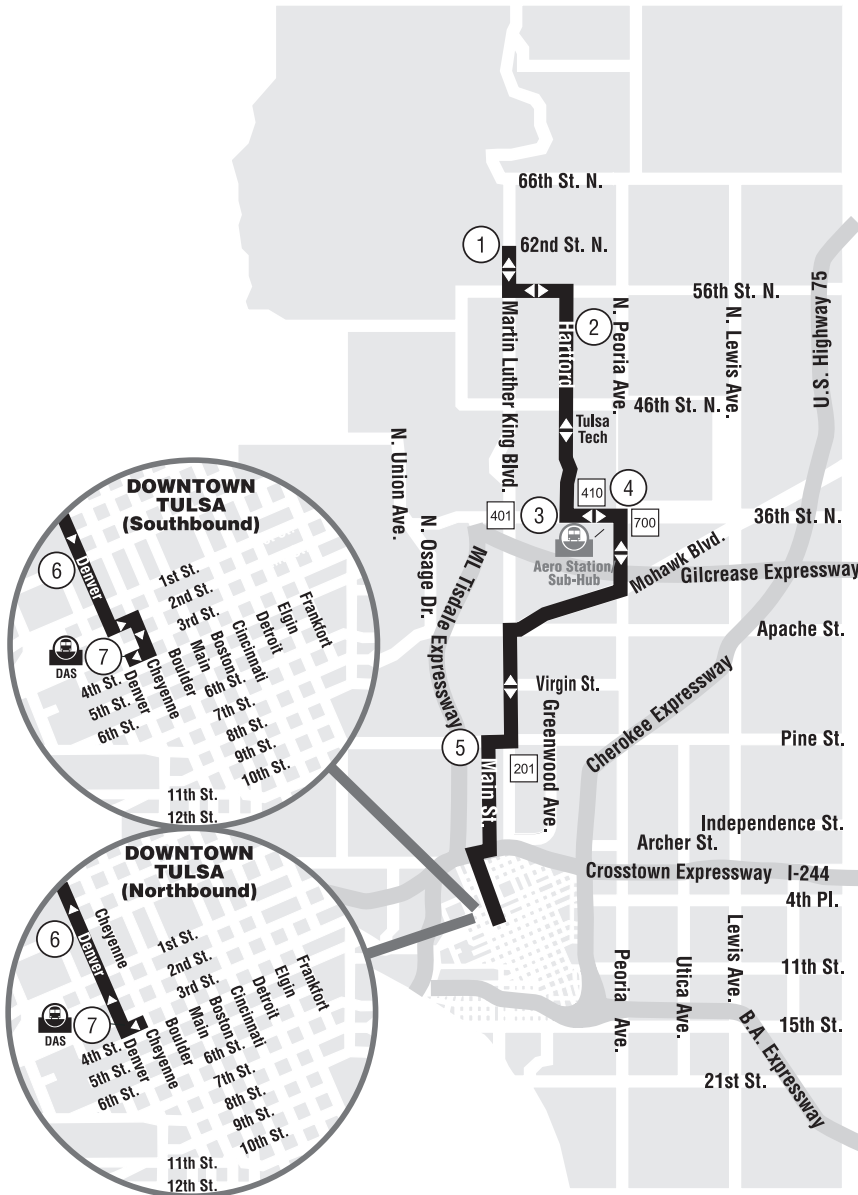 66th St. N.
1
62nd St. N.
56th St. N.
U.S. Highway 75
Martin Luther King Blvd.
Hartford
2
N. Peoria Ave.
N. Lewis Ave.
46th St. N.
Tulsa
Tech
N. Union Ave.
N. Osage Dr.
401
3
410
4
700
36th St. N.
Aero Station/
Sub-Hub
ML Tisdale Expressway
Mohawk Blvd.
Gilcrease Expressway
Apache St.
Virgin St.
Greenwood Ave.
Cherokee Expressway
5
Main St.
201
Pine St.
Independence St.
Archer St.
Crosstown Expressway I-244
4th Pl.
Peoria Ave.
Utica Ave.
Lewis Ave.
11th St.
15th St.
B.A. Expressway
21st St.
DOWNTOWN
TULSA
(Southbound)
6
Denver
1st St.
2nd St.
3rd St.
7
DAS
4th St.
5th St.
6th St.
Denver
Cheyenne
Boulder
Main
Boston
Cincinnati
Detroit
Elgin
Frankfort
6th St.
7th St.
8th St.
9th St.
10th St.
11th St.
12th St.
DOWNTOWN
TULSA
(Northbound)
6
Denver
Cheyenne
1st St.
2nd St.
3rd St.
7
DAS
4th St.
5th St.
6th St.
Denver
Cheyenne
Boulder
Main
Boston
Cincinnati
Detroit
Elgin
Frankfort
6th St.
7th St.
8th St.
9th St.
10th St.
11th St.
12th St.